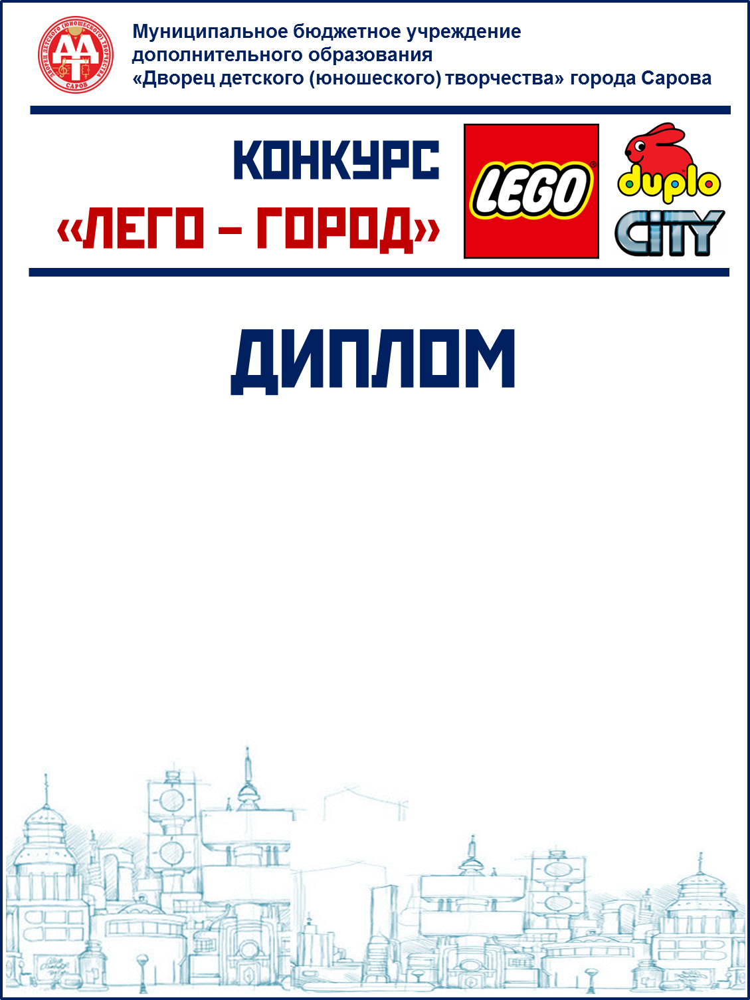 ДВОРЕЦ ДЕТСКОГО (ЮНОШЕСКОГО) ТВОРЧЕСТВА
ДДТ
САРОВ
Муниципальное бюджетное учреждение
дополнительного образования
«Дворец детского (юношеского) творчества» города Сарова
КОНКУРС
«ЛЕГО – ГОРОД»
LEGO®
duplo
CITY
ДИПЛОМ